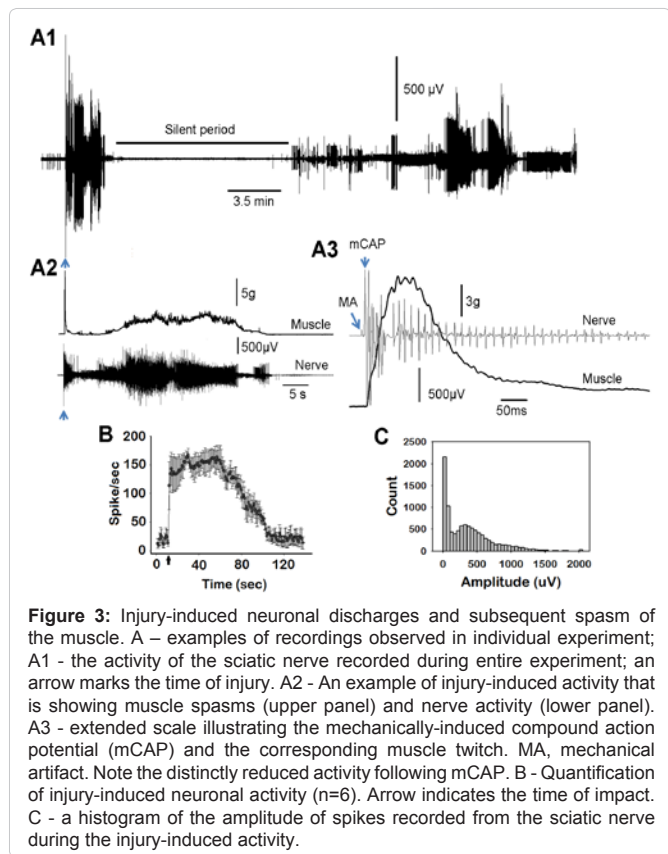 A1
500 µV
Silent period
3.5 min
A2
5g
Muscle
500µV
Nerve
5 s
A3
mCAP
MA
3g
Nerve
Muscle
500µV
50ms
B
Spike/sec
200
150
100
50
0
0 40 80 120
Time (sec)
C
Count
2500
2000
1500
1000
500
0
0 500 1000 1500 2000
Amplitude (uV)
Figure 3: Injury-induced neuronal discharges and subsequent spasm of
the muscle. A – examples of recordings observed in individual experiment;
A1 - the activity of the sciatic nerve recorded during entire experiment; an
arrow marks the time of injury. A2 - An example of injury-induced activity that
is showing muscle spasms (upper panel) and nerve activity (lower panel).
A3 - extended scale illustrating the mechanically-induced compound action
potential (mCAP) and the corresponding muscle twitch. MA, mechanical
artifact. Note the distinctly reduced activity following mCAP. B - Quantification
of injury-induced neuronal activity (n=6). Arrow indicates the time of impact.
C - a histogram of the amplitude of spikes recorded from the sciatic nerve
during the injury-induced activity.